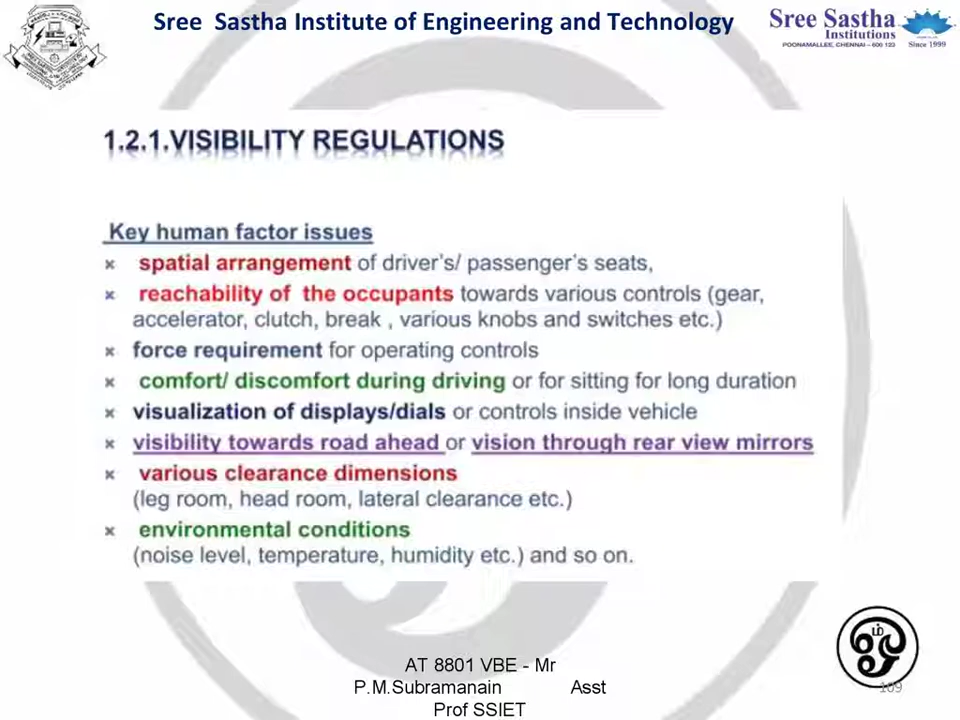 Sree Sastha Institute of Engineering and Technology
Sree Sastha
Institutions
POONAMALLEE, CHENNAI – 600 123
Since 1999
1.2.1.VISIBILITY REGULATIONS
Key human factor issues
× spatial arrangement of driver's/ passenger's seats,
× reachability of the occupants towards various controls (gear,
accelerator, clutch, break , various knobs and switches etc.)
× force requirement for operating controls
× comfort/ discomfort during driving or for sitting for long duration
× visualization of displays/dials or controls inside vehicle
× visibility towards road ahead or vision through rear view mirrors
× various clearance dimensions
(leg room, head room, lateral clearance etc.)
× environmental conditions
(noise level, temperature, humidity etc.) and so on.
AT 8801 VBE - Mr
P.M.Subramanain Asst
Prof SSIET
109